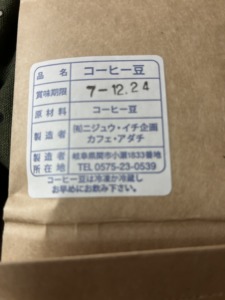 品名 コーヒー豆
賞味期限 7-12.24
原材料 コーヒー豆
製造者 ㈲ニジュウ・イチ企画
カフェ・アダチ
製造者所在地 岐阜県関市小瀬1833番地
TEL 0575-23-0539
コーヒー豆は冷凍か冷蔵し
お早めにお飲み下さい。